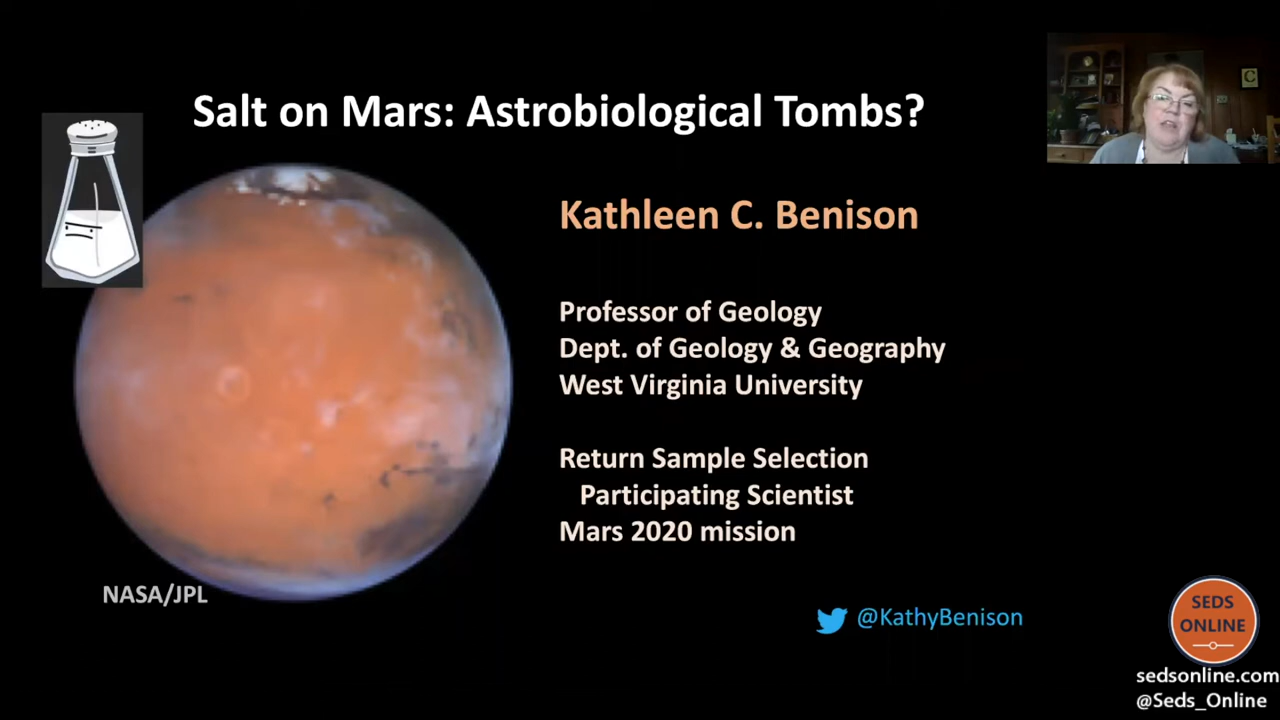 Salt on Mars: Astrobiological Tombs?
Kathleen C. Benison
Professor of Geology
Dept. of Geology & Geography
West Virginia University
Return Sample Selection
Participating Scientist
Mars 2020 mission
NASA/JPL
@KathyBenison
SEDS
ONLINE
sedsonline.com
@Seds_Online
C